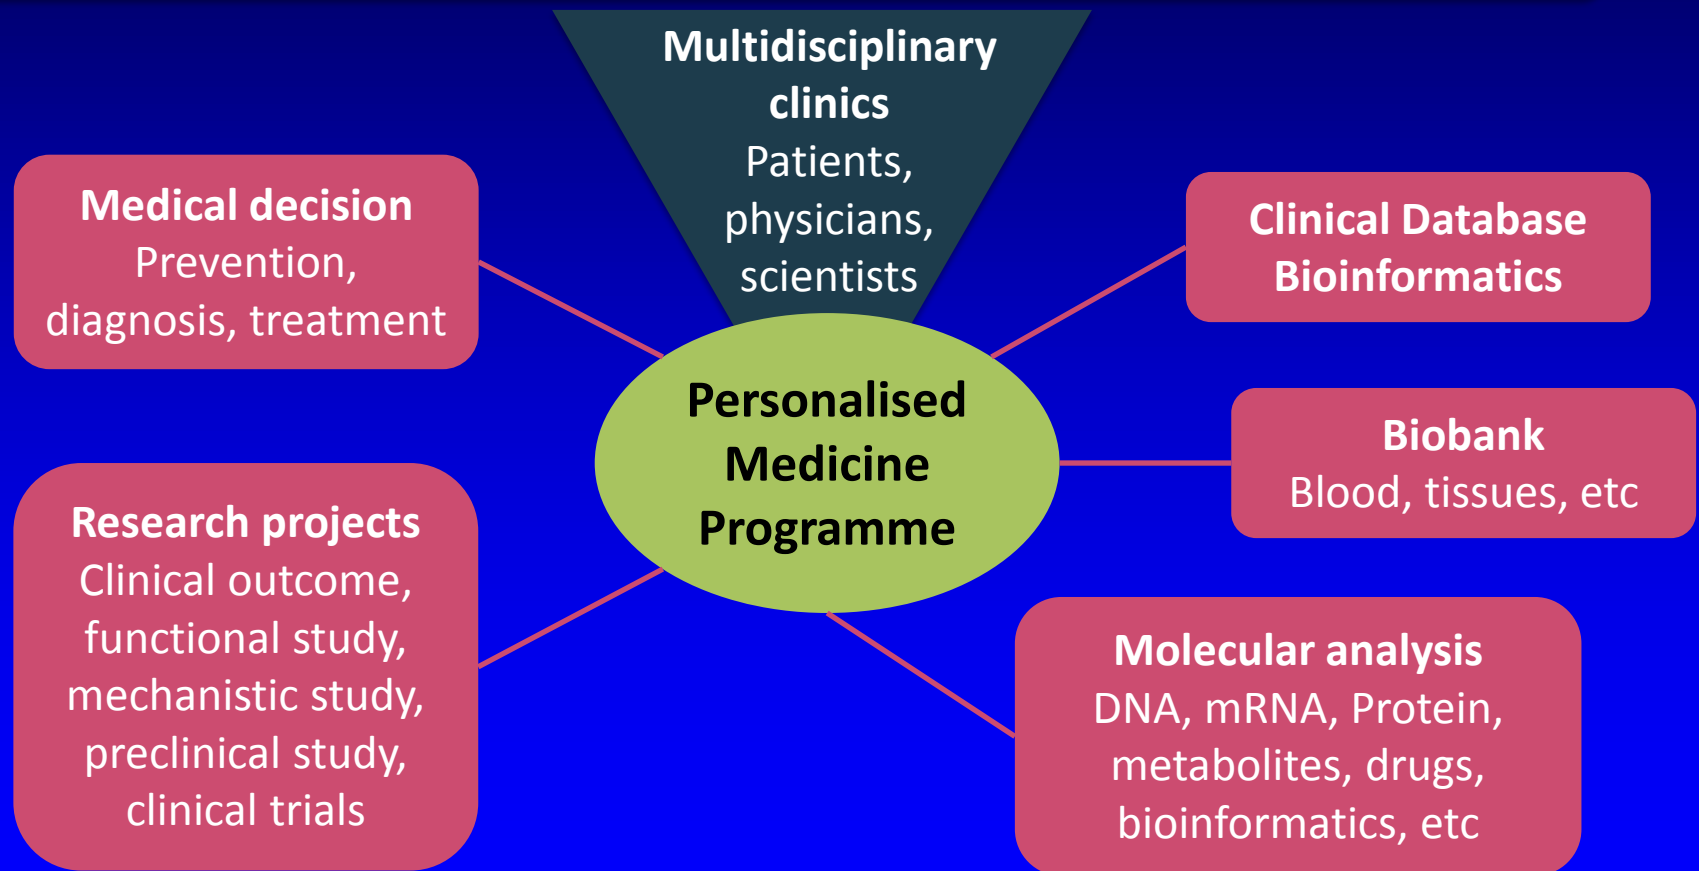 Multidisciplinary
clinics
Patients,
physicians,
scientists
Medical decision
Prevention,
diagnosis, treatment
Clinical Database
Bioinformatics
Personalised
Medicine
Programme
Biobank
Blood, tissues, etc
Research projects
Clinical outcome,
functional study,
mechanistic study,
preclinical study,
clinical trials
Molecular analysis
DNA, mRNA, Protein,
metabolites, drugs,
bioinformatics, etc